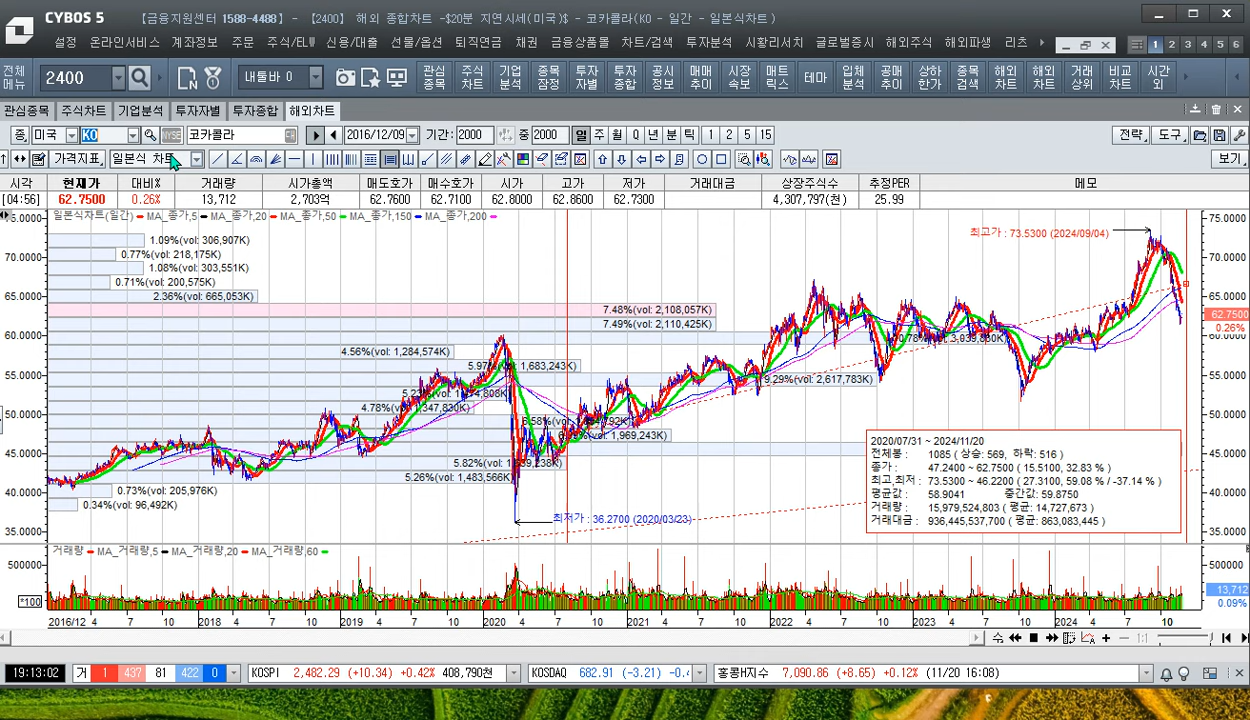 CYBOS 5 【금융지원센터 1588-4488】 - 【2400】 해외 종합차트 -$20분 지연시세(미국)$ - 코카콜라(KO - 일간 - 일본식차트)
설정 온라인서비스 계좌정보 주문 주식/ELW 신용/대출 선물/옵션 퇴직연금 채권 금융상품몰 차트/검색 투자분석 시황리서치 글로벌증시 해외주식 해외파생 리츠 1 2 3 4 5 6
전체메뉴 2400 내툴바 0 관심종목 주식차트 기업분석 종목잠정 투자자별 투자종합 공시정보 매매추이 시장속보 매트릭스 테마 입체분석 공매추이 상하한가 종목검색 해외차트 해외차트 거래상위 비교차트 시간외
관심종목 주식차트 기업분석 투자자별 투자종합 해외차트
종 미국 KO NYSE 코카콜라 2016/12/09 기간: 2000 중 2000 일 주 월 Q 년 분 틱 1 2 3 5 15 전략 도구
가격지표 일본식 차트 보기
시각 현재가 대비% 거래량 시가총액 매도호가 매수호가 시가 고가 저가 거래대금 상장주식수 추정PER 메모
[04:56] 62.7500 0.26% 13,712 2,703억 62.7600 62.7100 62.8000 62.8600 62.7300 4,307,797(천) 25.99
75.0000 일본식차트(일간) MA_종가,5 MA_종가,20 MA_종가,50 MA_종가,150 MA_종가,200 75.0000
최고가 : 73.5300 (2024/09/04)
1.09%(vol: 306,907K)
0.77%(vol: 218,175K)
70.0000 70.0000
1.08%(vol: 303,551K)
0.71%(vol: 200,575K)
65.0000 2.36%(vol: 665,053K) 65.0000
7.48%(vol: 2,108,057K) 62.7500
7.49%(vol: 2,110,425K) 0.26%
60.0000 60.0000
4.56%(vol: 1,284,574K)
5.97%(vol: 1,683,243K)
55.0000 9.29%(vol: 2,617,783K) 55.0000
4.78%(vol: 1,347,830K)
50.0000 50.0000
1,969,243K)
2020/07/31 ~ 2024/11/20
45.0000 전체봉 : 1085 ( 상승: 569, 하락: 516 ) 45.0000
5.82%(vol: 1,639,238K)
종가 : 47.2400 ~ 62.7500 ( 15.5100, 32.83 % )
5.26%(vol: 1,483,566K)
최고,최저 : 73.5300 ~ 46.2200 ( 27.3100, 59.08 % / -37.14 % )
40.0000 0.73%(vol: 205,976K) 평균값 : 58.9041 중간값: 59.8750 40.0000
0.34%(vol: 96,492K)
거래량 : 15,979,524,803 ( 평균: 14,727,673 )
최저가 : 36.2700 (2020/03/23)
거래대금 : 936,445,537,700 ( 평균: 863,083,445 )
35.0000 35.0000
거래량 MA_거래량,5 MA_거래량,20 MA_거래량,60
500000 500000
13,712
*100 0.09%
2016/12 4 7 10 2018 4 7 10 2019 4 7 10 2020 4 7 10 2021 4 7 10 2022 4 7 10 2023 4 7 10 2024 4 7 10
1:1
19:13:02 거 1 437 81 422 0 KOSPI 2,482.29 (+10.34) +0.42% 408,790천 KOSDAQ 682.91 (-3.21) 홍콩H지수 7,090.86 (+8.65) +0.12% (11/20 16:08)